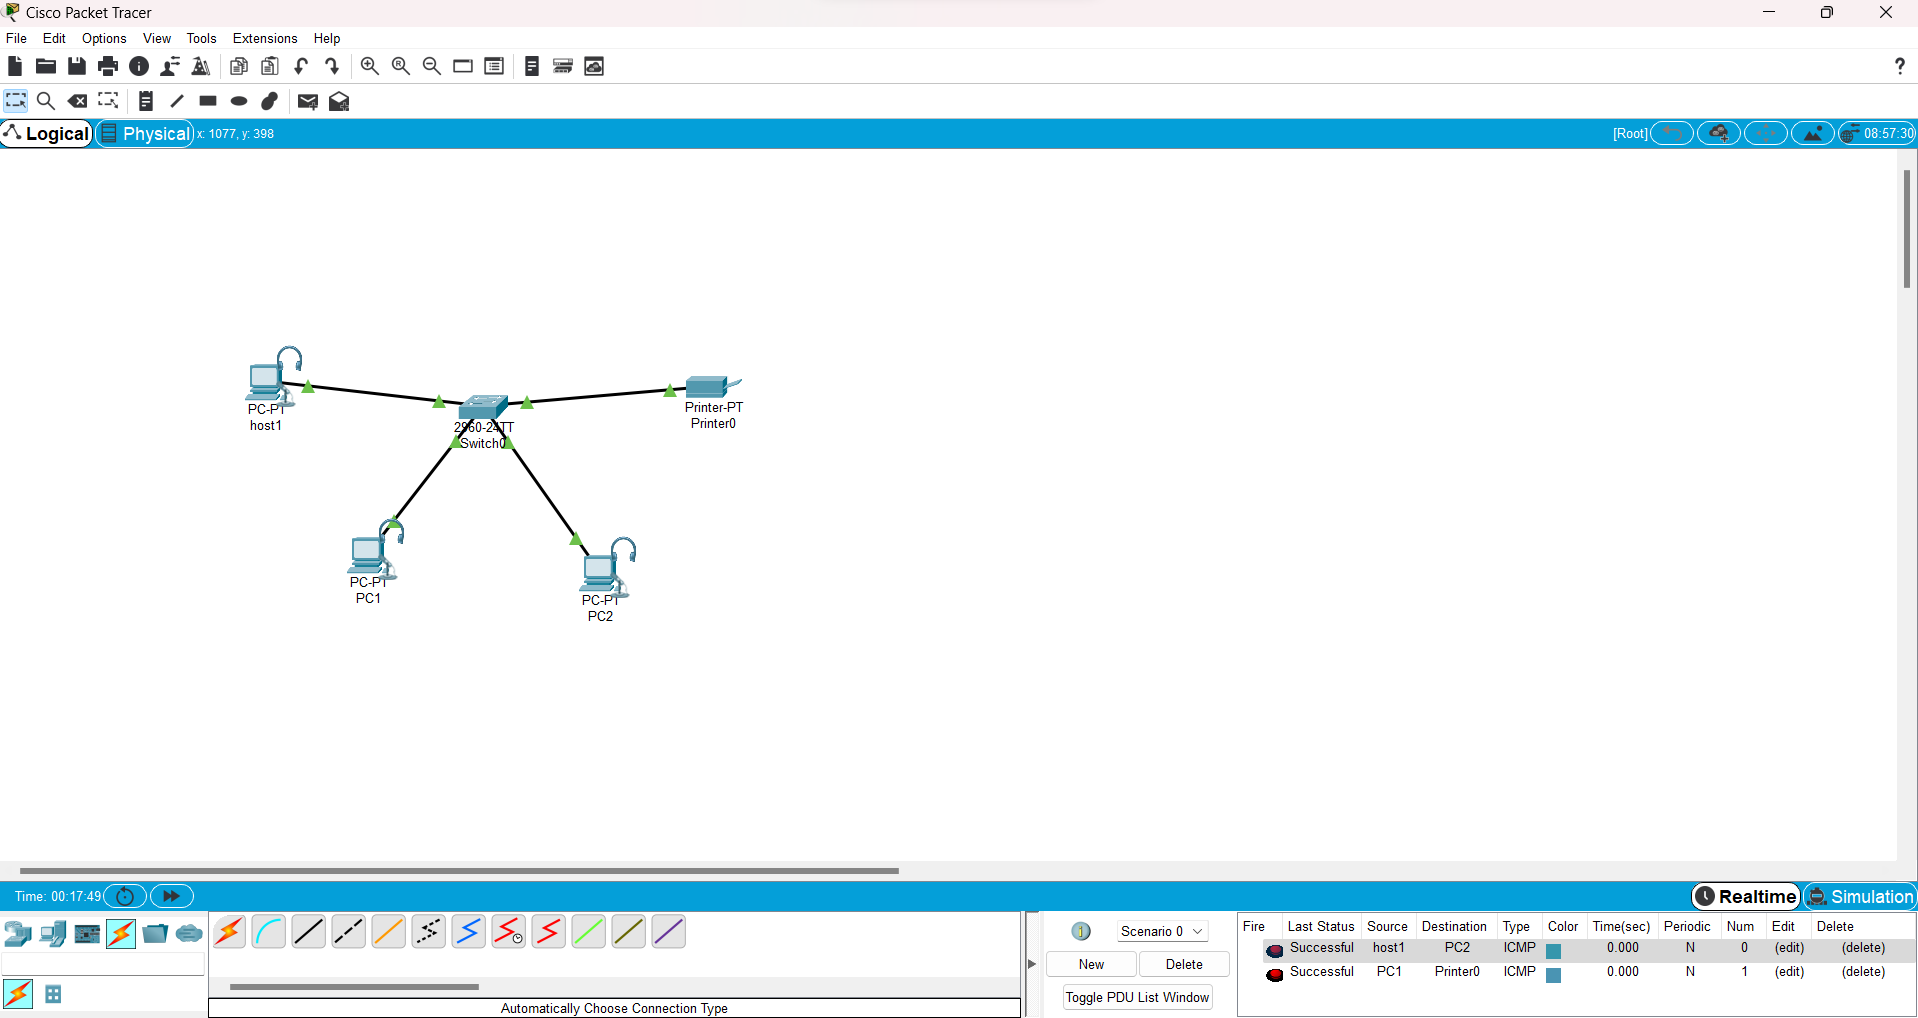 Cisco Packet Tracer
File Edit Options View Tools Extensions Help
?
Logical Physical x: 1077, y: 398 [Root] 08:57:30
PC-PT
host1
2960-24TT
Switch0
Printer-PT
Printer0
PC-PT
PC1
PC-PT
PC2
Time: 00:17:49 Realtime Simulation
Scenario 0
New Delete
Toggle PDU List Window
Fire Last Status Source Destination Type Color Time(sec) Periodic Num Edit Delete
Successful host1 PC2 ICMP 0.000 N 0 (edit) (delete)
Successful PC1 Printer0 ICMP 0.000 N 1 (edit) (delete)
Automatically Choose Connection Type